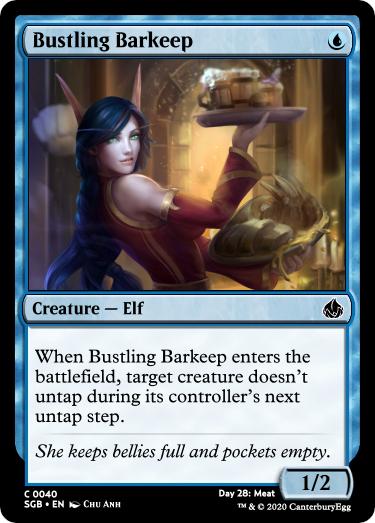 Bustling Barkeep
Creature — Elf
When Bustling Barkeep enters the
battlefield, target creature doesn't
untap during its controller's next
untap step.
She keeps bellies full and pockets empty.
1/2
C 0040
Day 28: Meat
SGB • EN Chu Anh
™ & © 2020 CanterburyEgg